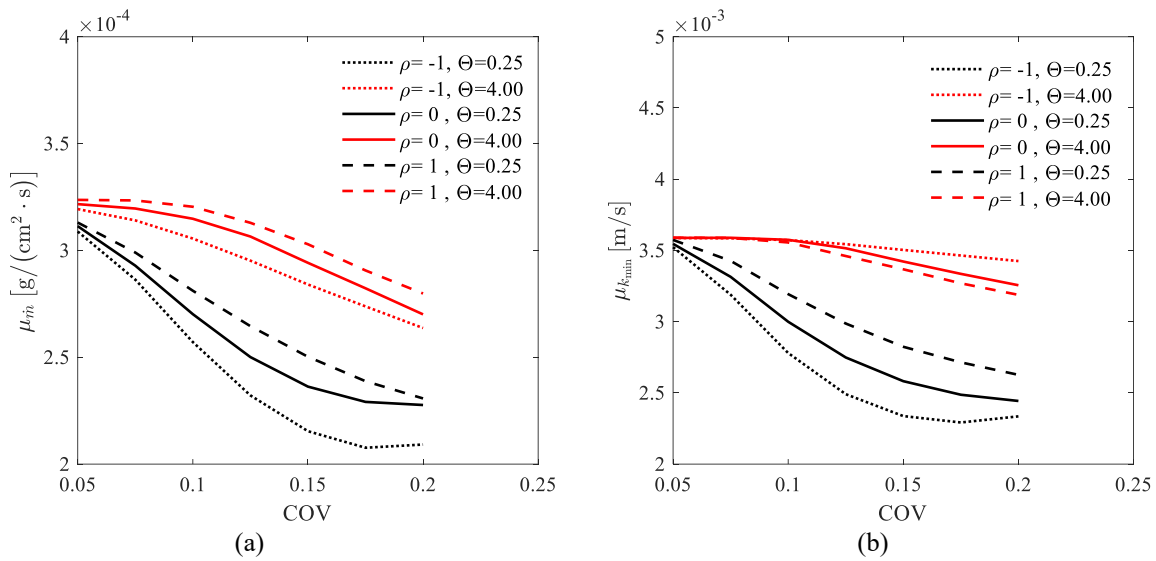 ×10⁻⁴
4
3.5
3
2.5
2
0.05
0.1
0.15
0.2
0.25
COV
μ_ṁ [g/(cm² · s)]
ρ= -1, Θ=0.25
ρ= -1, Θ=4.00
ρ= 0 , Θ=0.25
ρ= 0 , Θ=4.00
ρ= 1 , Θ=0.25
ρ= 1 , Θ=4.00
(a)
×10⁻³
5
4.5
4
3.5
3
2.5
2
0.05
0.1
0.15
0.2
0.25
COV
μ_{k_min} [m/s]
ρ= -1, Θ=0.25
ρ= -1, Θ=4.00
ρ= 0 , Θ=0.25
ρ= 0 , Θ=4.00
ρ= 1 , Θ=0.25
ρ= 1 , Θ=4.00
(b)